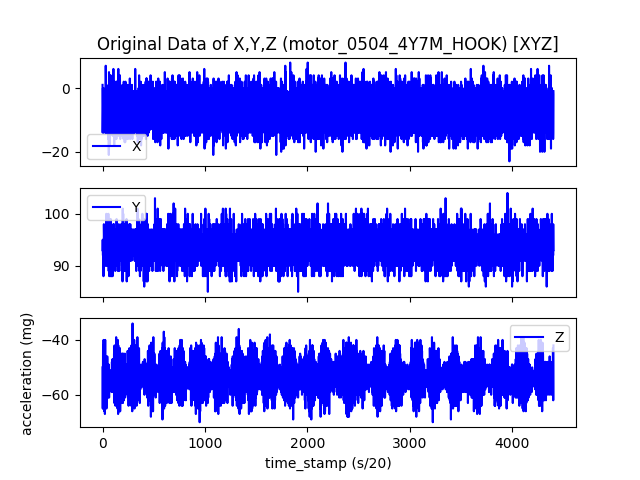 Original Data of X,Y,Z (motor_0504_4Y7M_HOOK) [XYZ]
0
−20
X
100
90
Y
−40
−60
Z
acceleration (mg)
0 1000 2000 3000 4000
time_stamp (s/20)